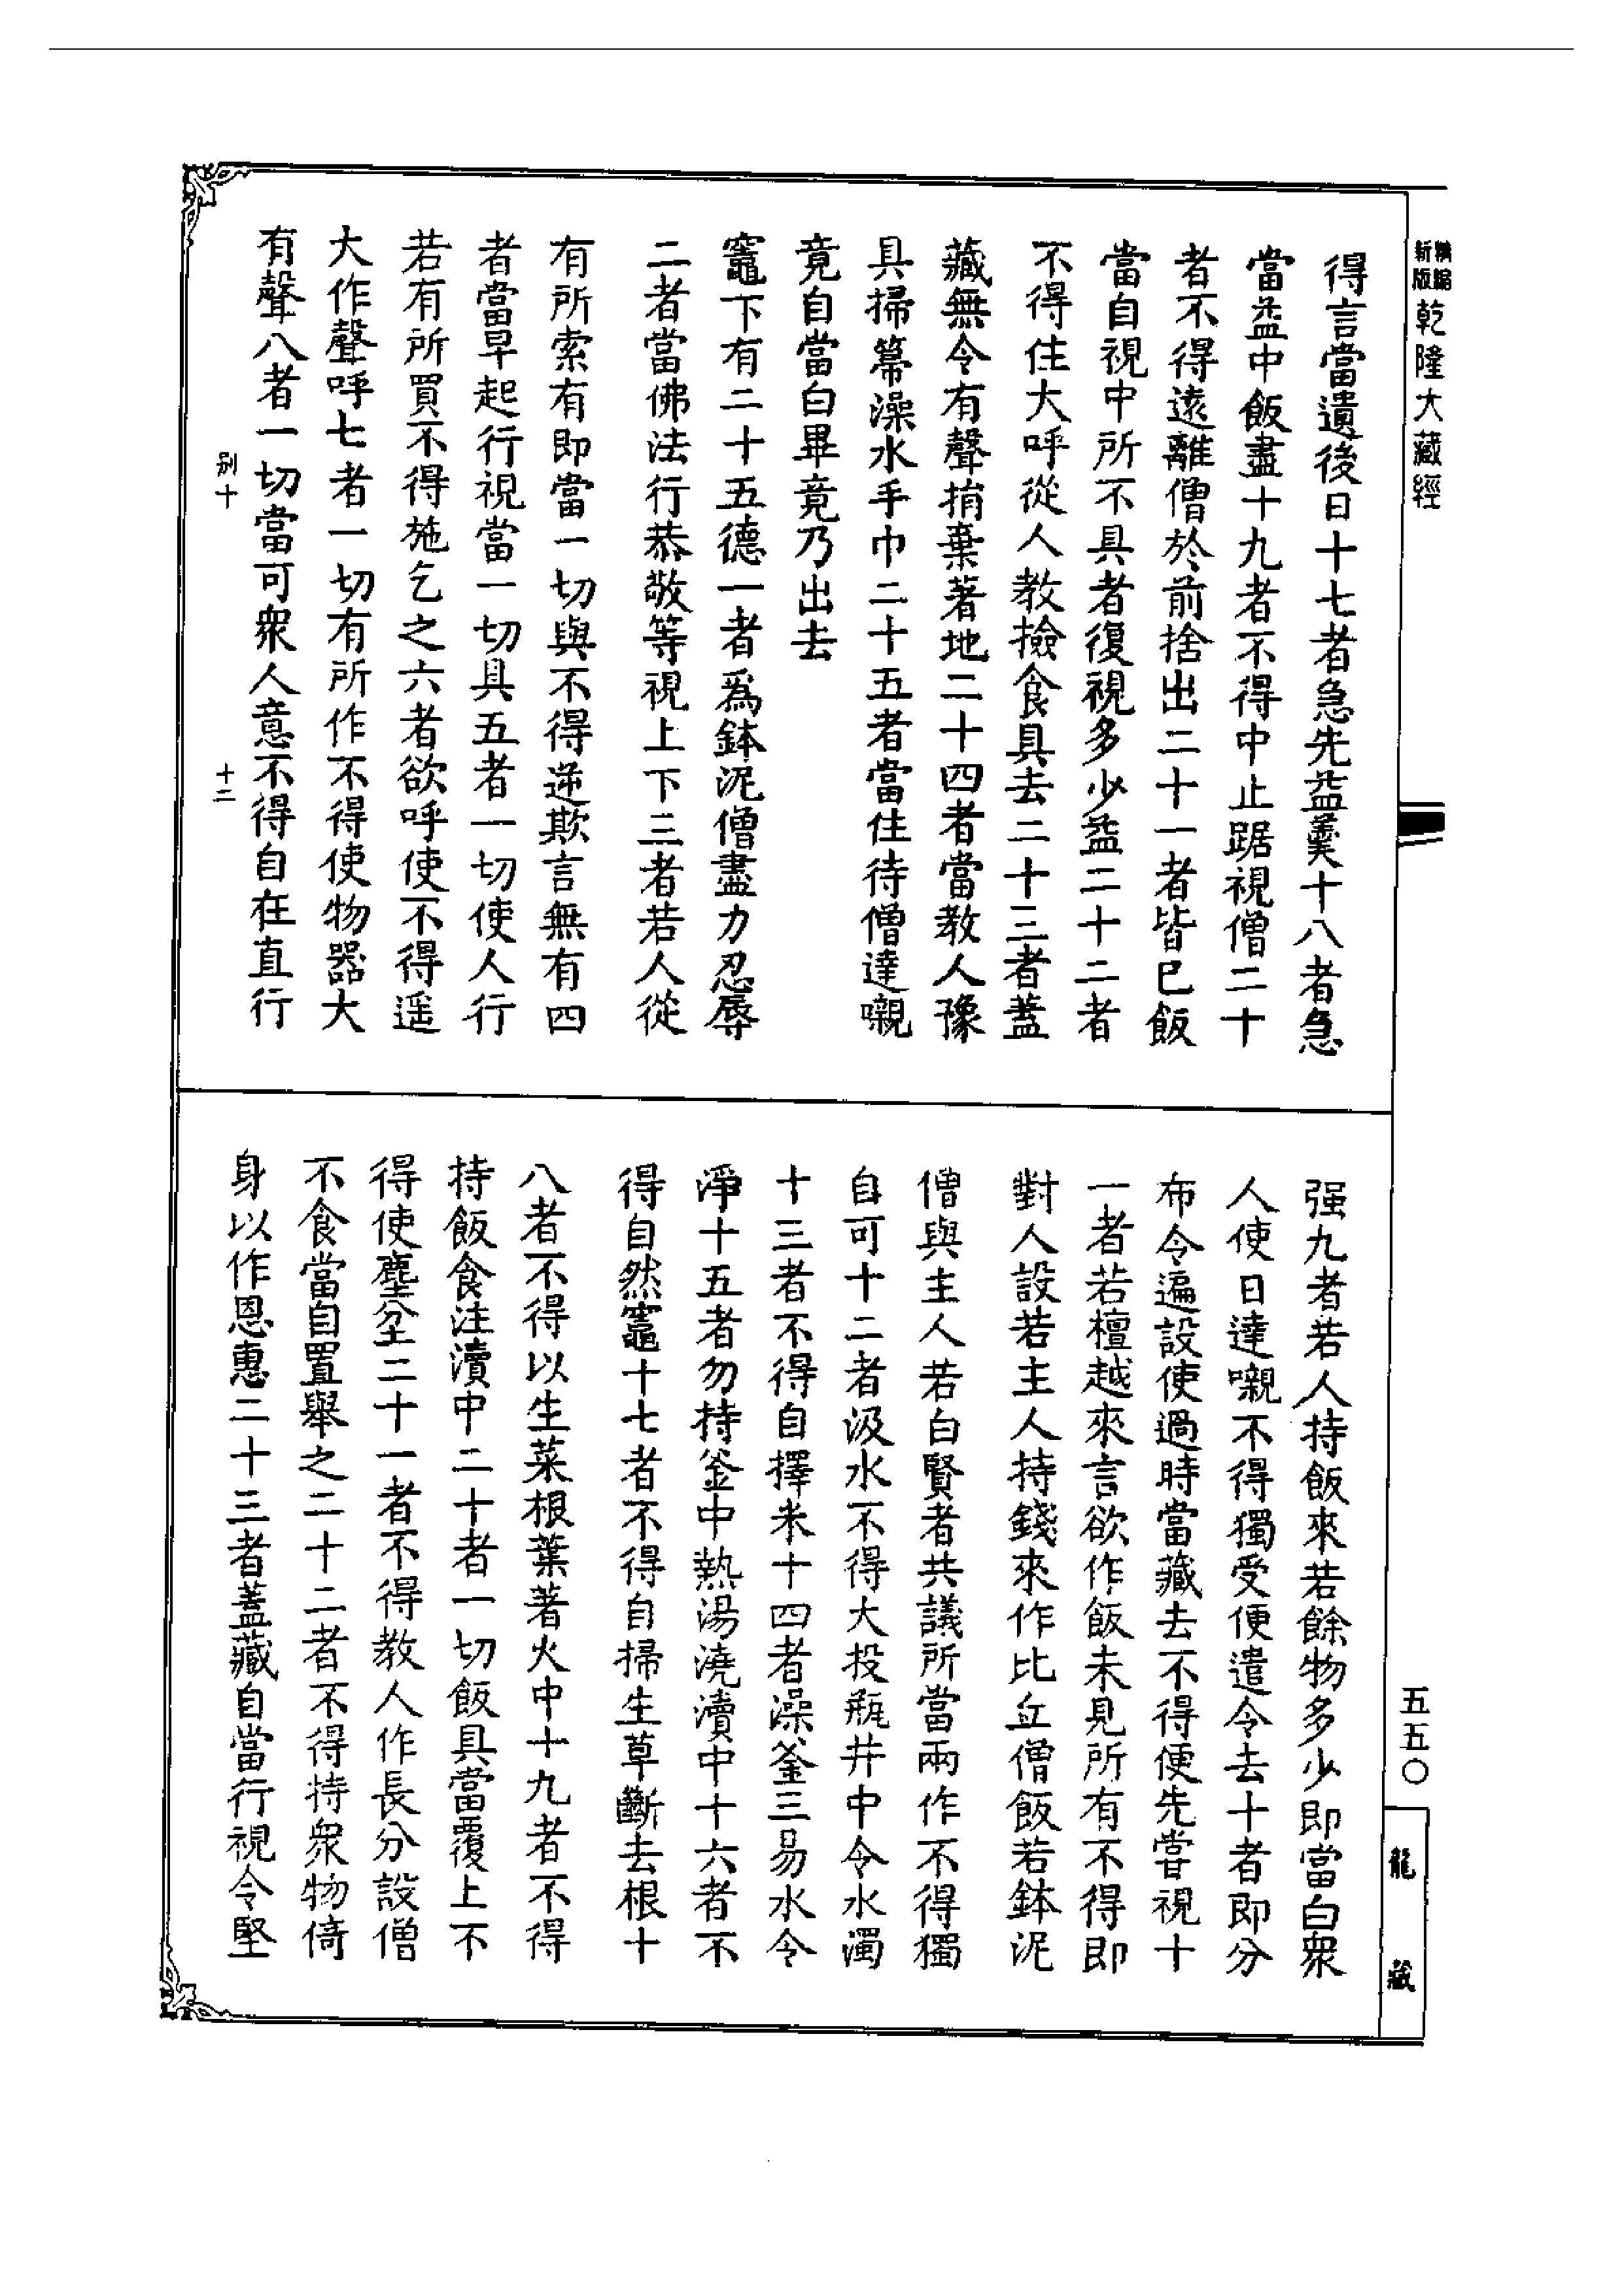 精縮新版乾隆大藏經
得言當遺後日十七者急先益羹十八者急
當益中飯盡十九者不得中止踞視僧二十
者不得遠離僧於前捨出二十一者皆已飯
當自視中所不具者復視多少益二十二者
不得住大呼從人教撿食具去二十三者蓋
藏無令有聲捐棄著地二十四者當教人豫
具掃箒澡水手巾二十五者當住待僧達嚫
竟自當白畢竟乃出去
竈下有二十五德一者爲鉢泥僧盡力忍辱
二者當佛法行恭敬等視上下三者若人從
有所索有即當一切與不得逆欺言無有四
者當早起行視當一切具五者一切使人行
若有所買不得施乞之六者欲呼使不得遥
大作聲呼七者一切有所作不得使物器大
有聲八者一切當可衆人意不得自在直行
别十 十二
强九者若人持飯來若餘物多少即當白衆
人使日達嚫不得獨受便遣令去十者即分
布令遍設使過時當藏去不得便先甞視十
一者若檀越來言欲作飯未見所有不得即
對人設若主人持錢來作比丘僧飯若鉢泥
僧與主人若白賢者共議所當兩作不得獨
自可十二者汲水不得大投瓶井中令水濁
十三者不得自擇米十四者澡釜三易水令
淨十五者勿持釜中熱湯澆瀆中十六者不
得自然竈十七者不得自掃生草斷去根十
八者不得以生菜根葉著火中十九者不得
持飯食注瀆中二十者一切飯具當覆上不
得使塵坌二十一者不得教人作長分設僧
不食當自置舉之二十二者不得持衆物倚
身以作恩惠二十三者蓋藏自當行視令堅
五五〇
龍藏